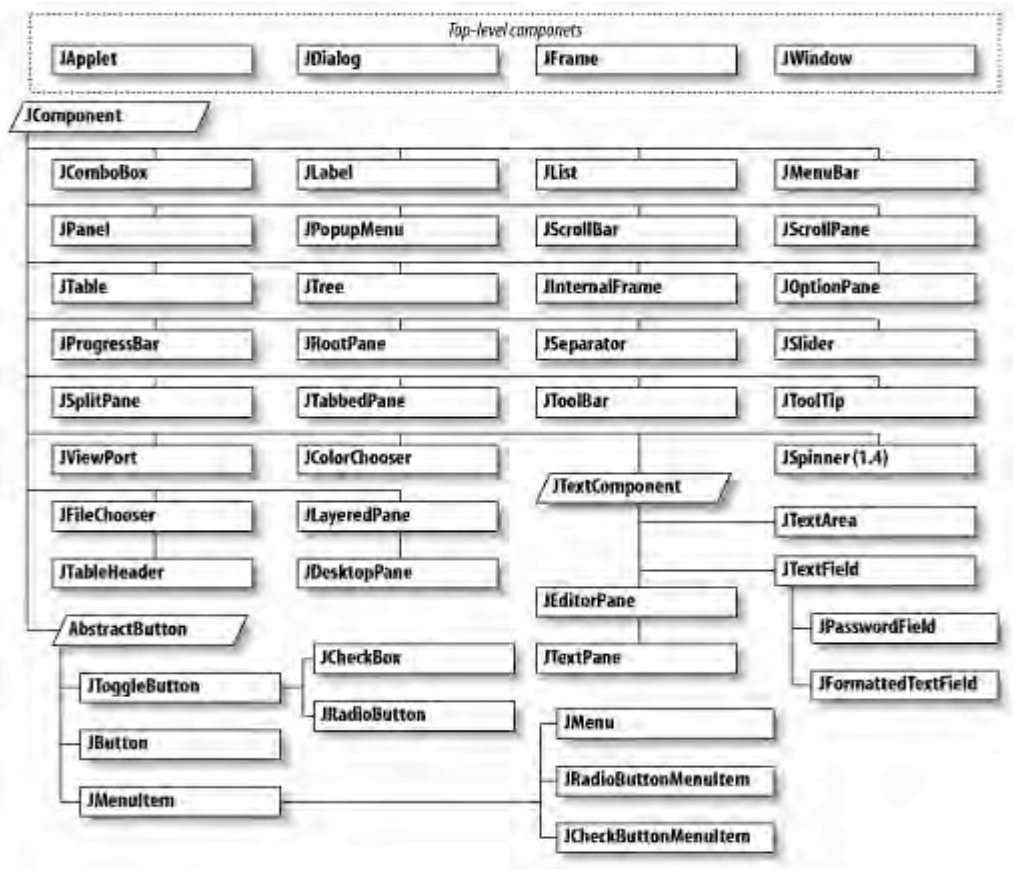 Top-level componets
JApplet
JDialog
JFrame
JWindow
JComponent
JComboBox
JLabel
JList
JMenuBar
JPanel
JPopupMenu
JScrollBar
JScrollPane
JTable
JTree
JInternalFrame
JOptionPane
JProgressBar
JRootPane
JSeparator
JSlider
JSplitPane
JTabbedPane
JToolBar
JToolTip
JViewPort
JColorChooser
JTextComponent
JSpinner (1.4)
JFileChooser
JLayeredPane
JTextArea
JTableHeader
JDesktopPane
JTextField
JEditorPane
AbstractButton
JPasswordField
JCheckBox
JTextPane
JToggleButton
JFormattedTextField
JRadioButton
JMenu
JButton
JRadioButtonMenuItem
JMenuItem
JCheckButtonMenuItem